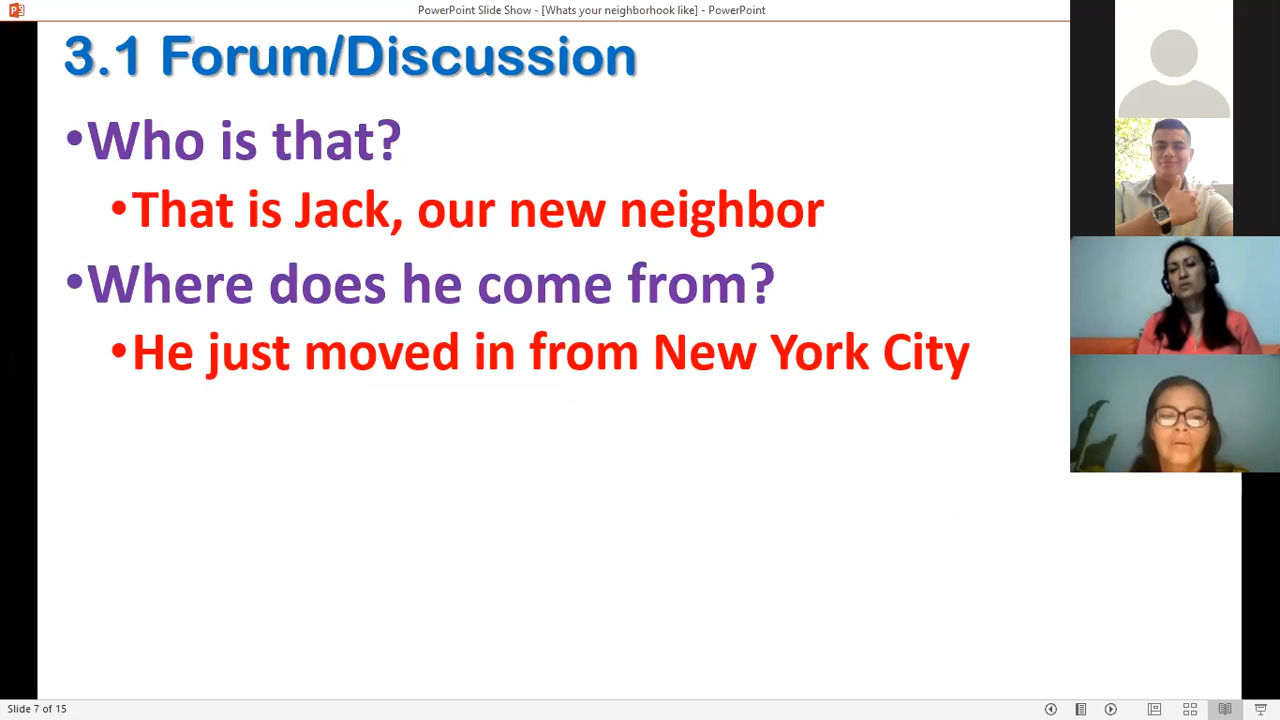 PowerPoint Slide Show - [Whats your neighborhook like] - PowerPoint
3.1 Forum/Discussion
•Who is that?
•That is Jack, our new neighbor
•Where does he come from?
•He just moved in from New York City
Slide 7 of 15